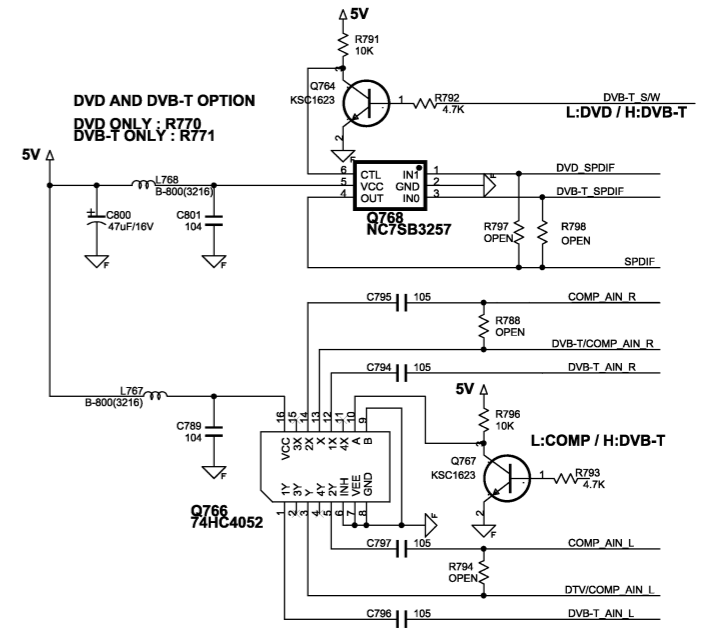 5V
R791
10K
3
Q764
KSC1623
1
R792
4.7K
DVB-T_S/W
L:DVD / H:DVB-T
2
F
DVD AND DVB-T OPTION
DVD ONLY : R770
DVB-T ONLY : R771
5V
L768
B-800(3216)
C800
47uF/16V
F
C801
104
F
6 CTL IN1 1
5 VCC GND 2
4 OUT IN0 3
Q768
NC7SB3257
F
DVD_SPDIF
DVB-T_SPDIF
R797
OPEN
R798
OPEN
SPDIF
C795 105
COMP_AIN_R
R788
OPEN
DVB-T/COMP_AIN_R
C794 105
DVB-T_AIN_R
L767
B-800(3216)
C789
104
F
16 15 14 13 12 11 10 9
VCC 3X 2X X 1X 4X A B
1Y 3Y Y 4Y 2Y INH VEE GND
1 2 3 4 5 6 7 8
Q766
74HC4052
F
5V
R796
10K
3
L:COMP / H:DVB-T
Q767
KSC1623
1
R793
4.7K
2
F
C797 105
COMP_AIN_L
R794
OPEN
DTV/COMP_AIN_L
C796 105
DVB-T_AIN_L